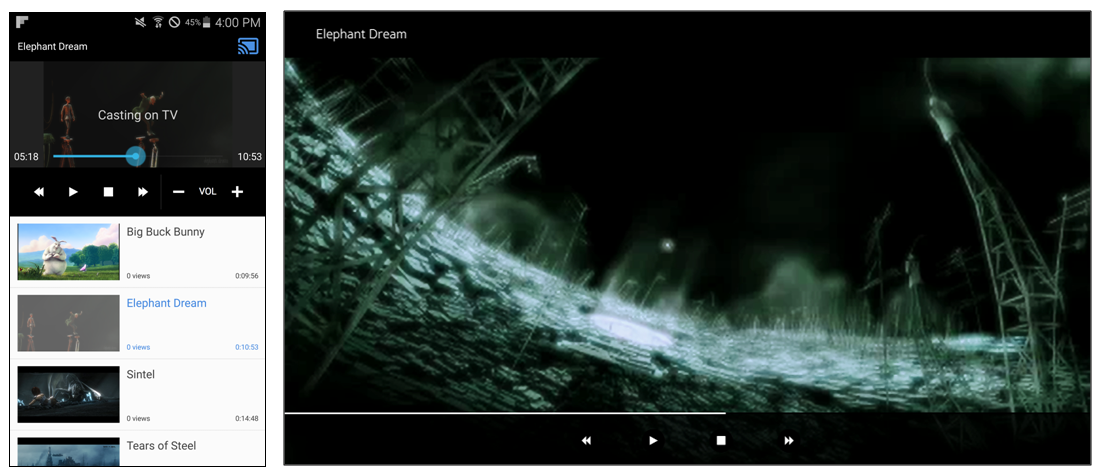 45% 4:00 PM
Elephant Dream
Casting on TV
05:18 10:53
VOL
Big Buck Bunny
0 views 0:09:56
Elephant Dream
0 views 0:10:53
Sintel
0 views 0:14:48
Tears of Steel
Elephant Dream